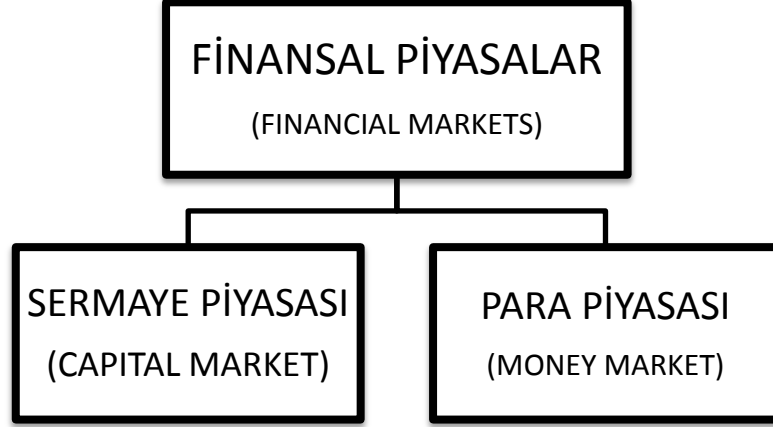 FİNANSAL PİYASALAR
(FINANCIAL MARKETS)
SERMAYE PİYASASI
(CAPITAL MARKET)
PARA PİYASASI
(MONEY MARKET)